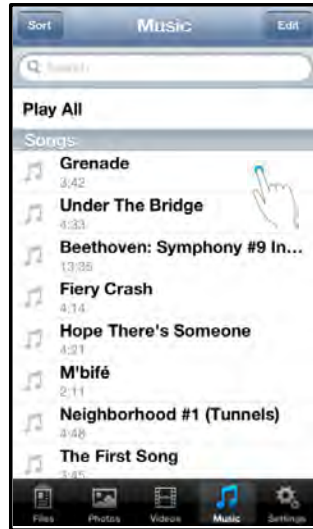 Sort Music Edit
Search
Play All
Songs
Grenade
3:42
Under The Bridge
4:33
Beethoven: Symphony #9 In...
13:35
Fiery Crash
4:14
Hope There's Someone
4:21
M'bifé
2:11
Neighborhood #1 (Tunnels)
4:48
The First Song
3:45
Files Photos Videos Music Settings